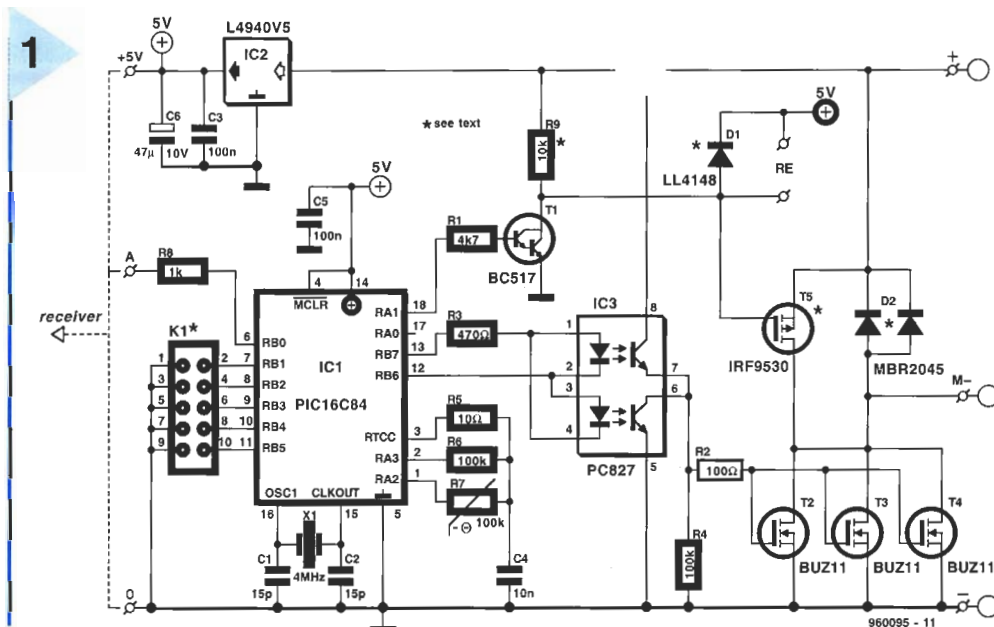 1
5V
L4940V5
+5V
IC2
+
C6
C3
47µ
10V
100n
* see text
R9
10k
*
5V
D1
*
RE
LL4148
5V
C5
100n
R1
4k7
T1
BC517
A
R8
1k
4
14
MCLR
receiver
K1*
6
RB0
RA1
18
RA0
17
RB7
13
RB6
12
R3
470Ω
IC3
8
1
2
3
4
7
6
5
PC827
T5
*
IRF9530
D2
*
MBR2045
M-
1
2
7
RB1
3
4
8
RB2
5
6
9
RB3
7
8
10
RB4
9
10
11
RB5
IC1
PIC16C84
RTCC
3
RA3
2
RA2
1
R5
10Ω
R6
100k
R7
-⊖
100k
R2
100Ω
OSC1
CLKOUT
16
15
5
X1
4MHz
C1
15p
C2
15p
C4
10n
R4
100k
T2
T3
T4
BUZ11
BUZ11
BUZ11
0
–
960095 - 11